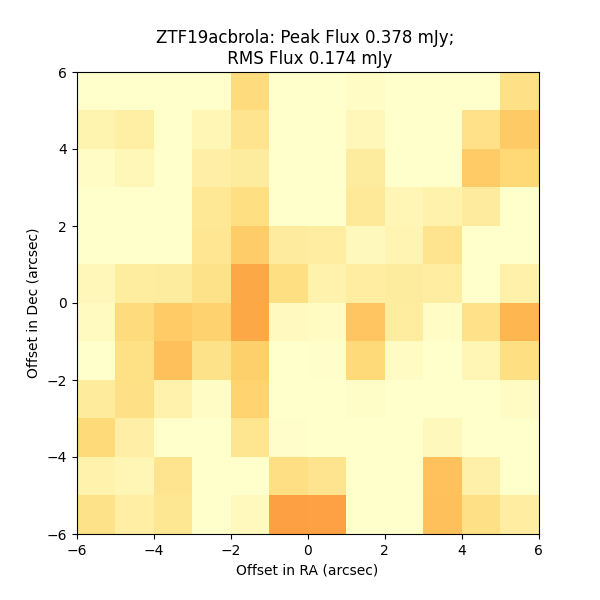 ZTF19acbrola: Peak Flux 0.378 mJy;
RMS Flux 0.174 mJy
6
4
2
0
−2
−4
−6
Offset in Dec (arcsec)
−6 −4 −2 0 2 4 6
Offset in RA (arcsec)